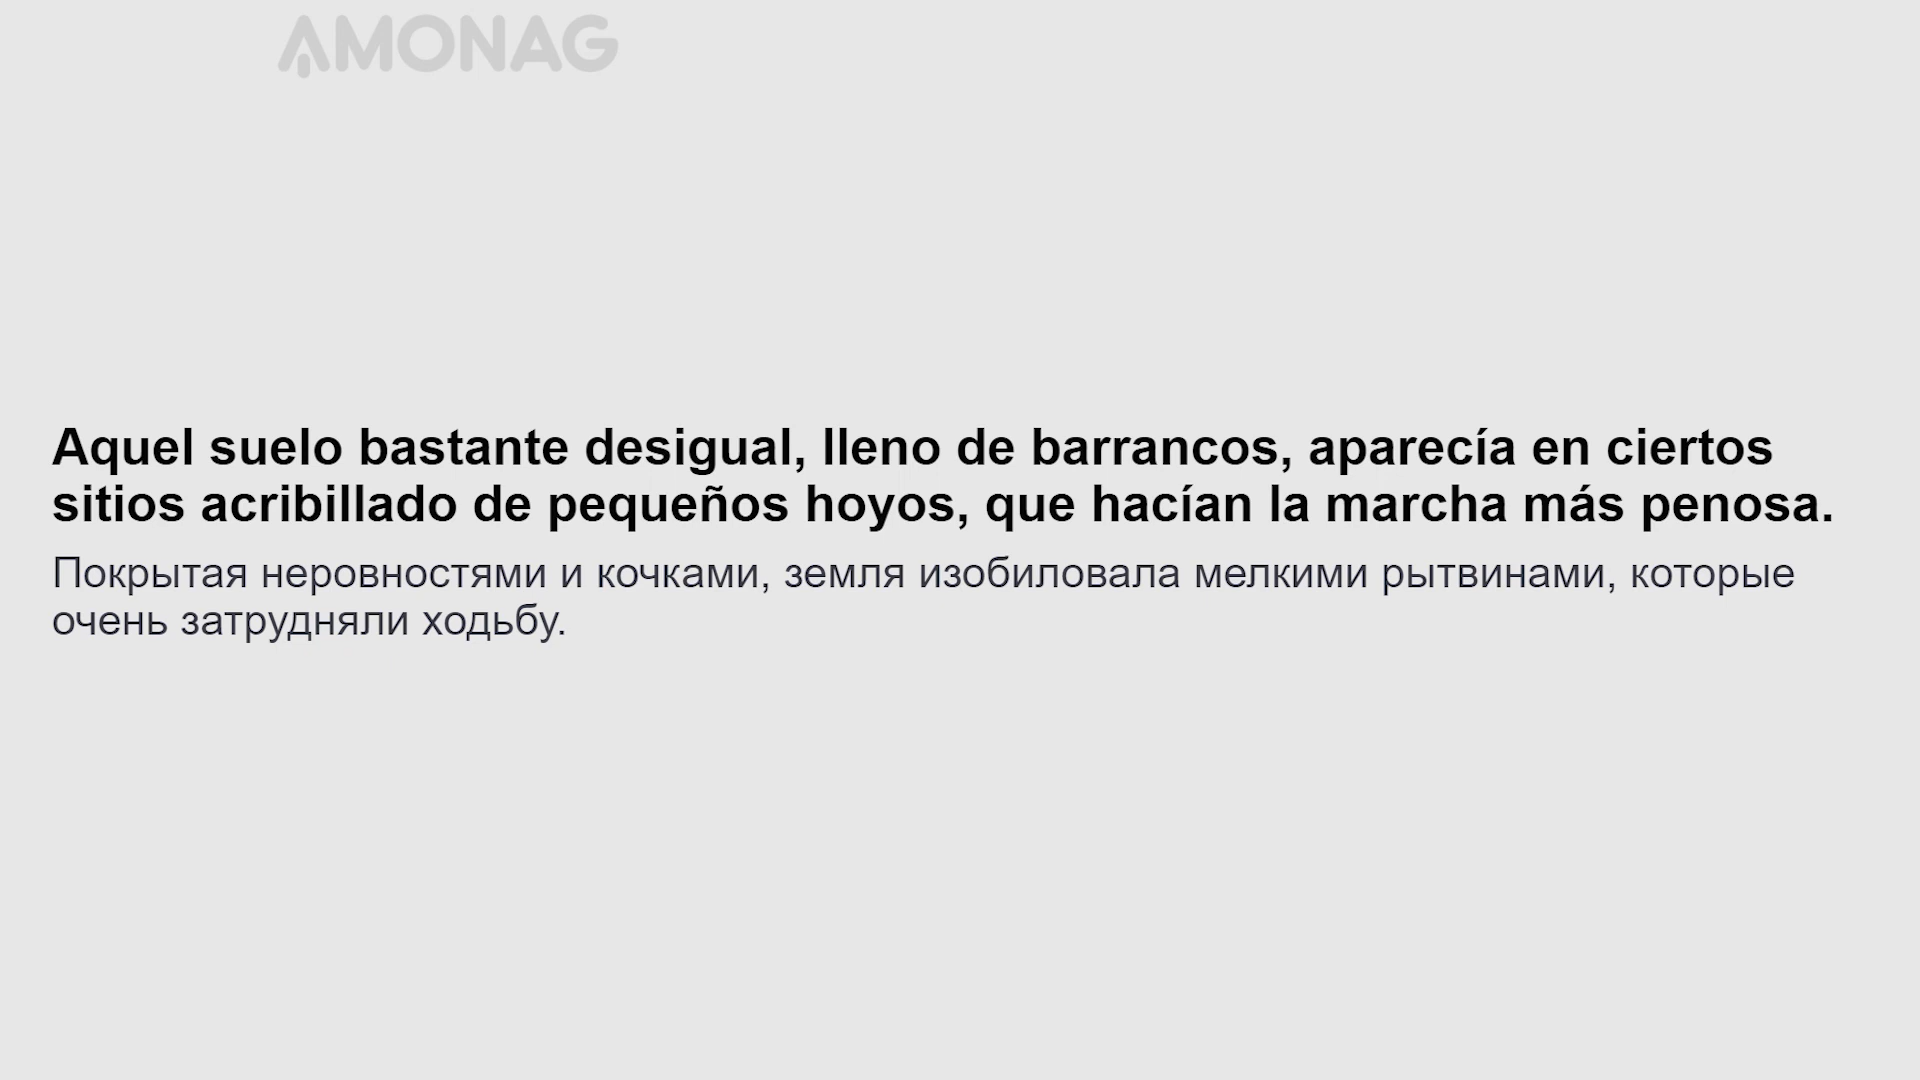 AMONAG
Aquel suelo bastante desigual, lleno de barrancos, aparecía en ciertos
sitios acribillado de pequeños hoyos, que hacían la marcha más penosa.
Покрытая неровностями и кочками, земля изобиловала мелкими рытвинами, которые
очень затрудняли ходьбу.